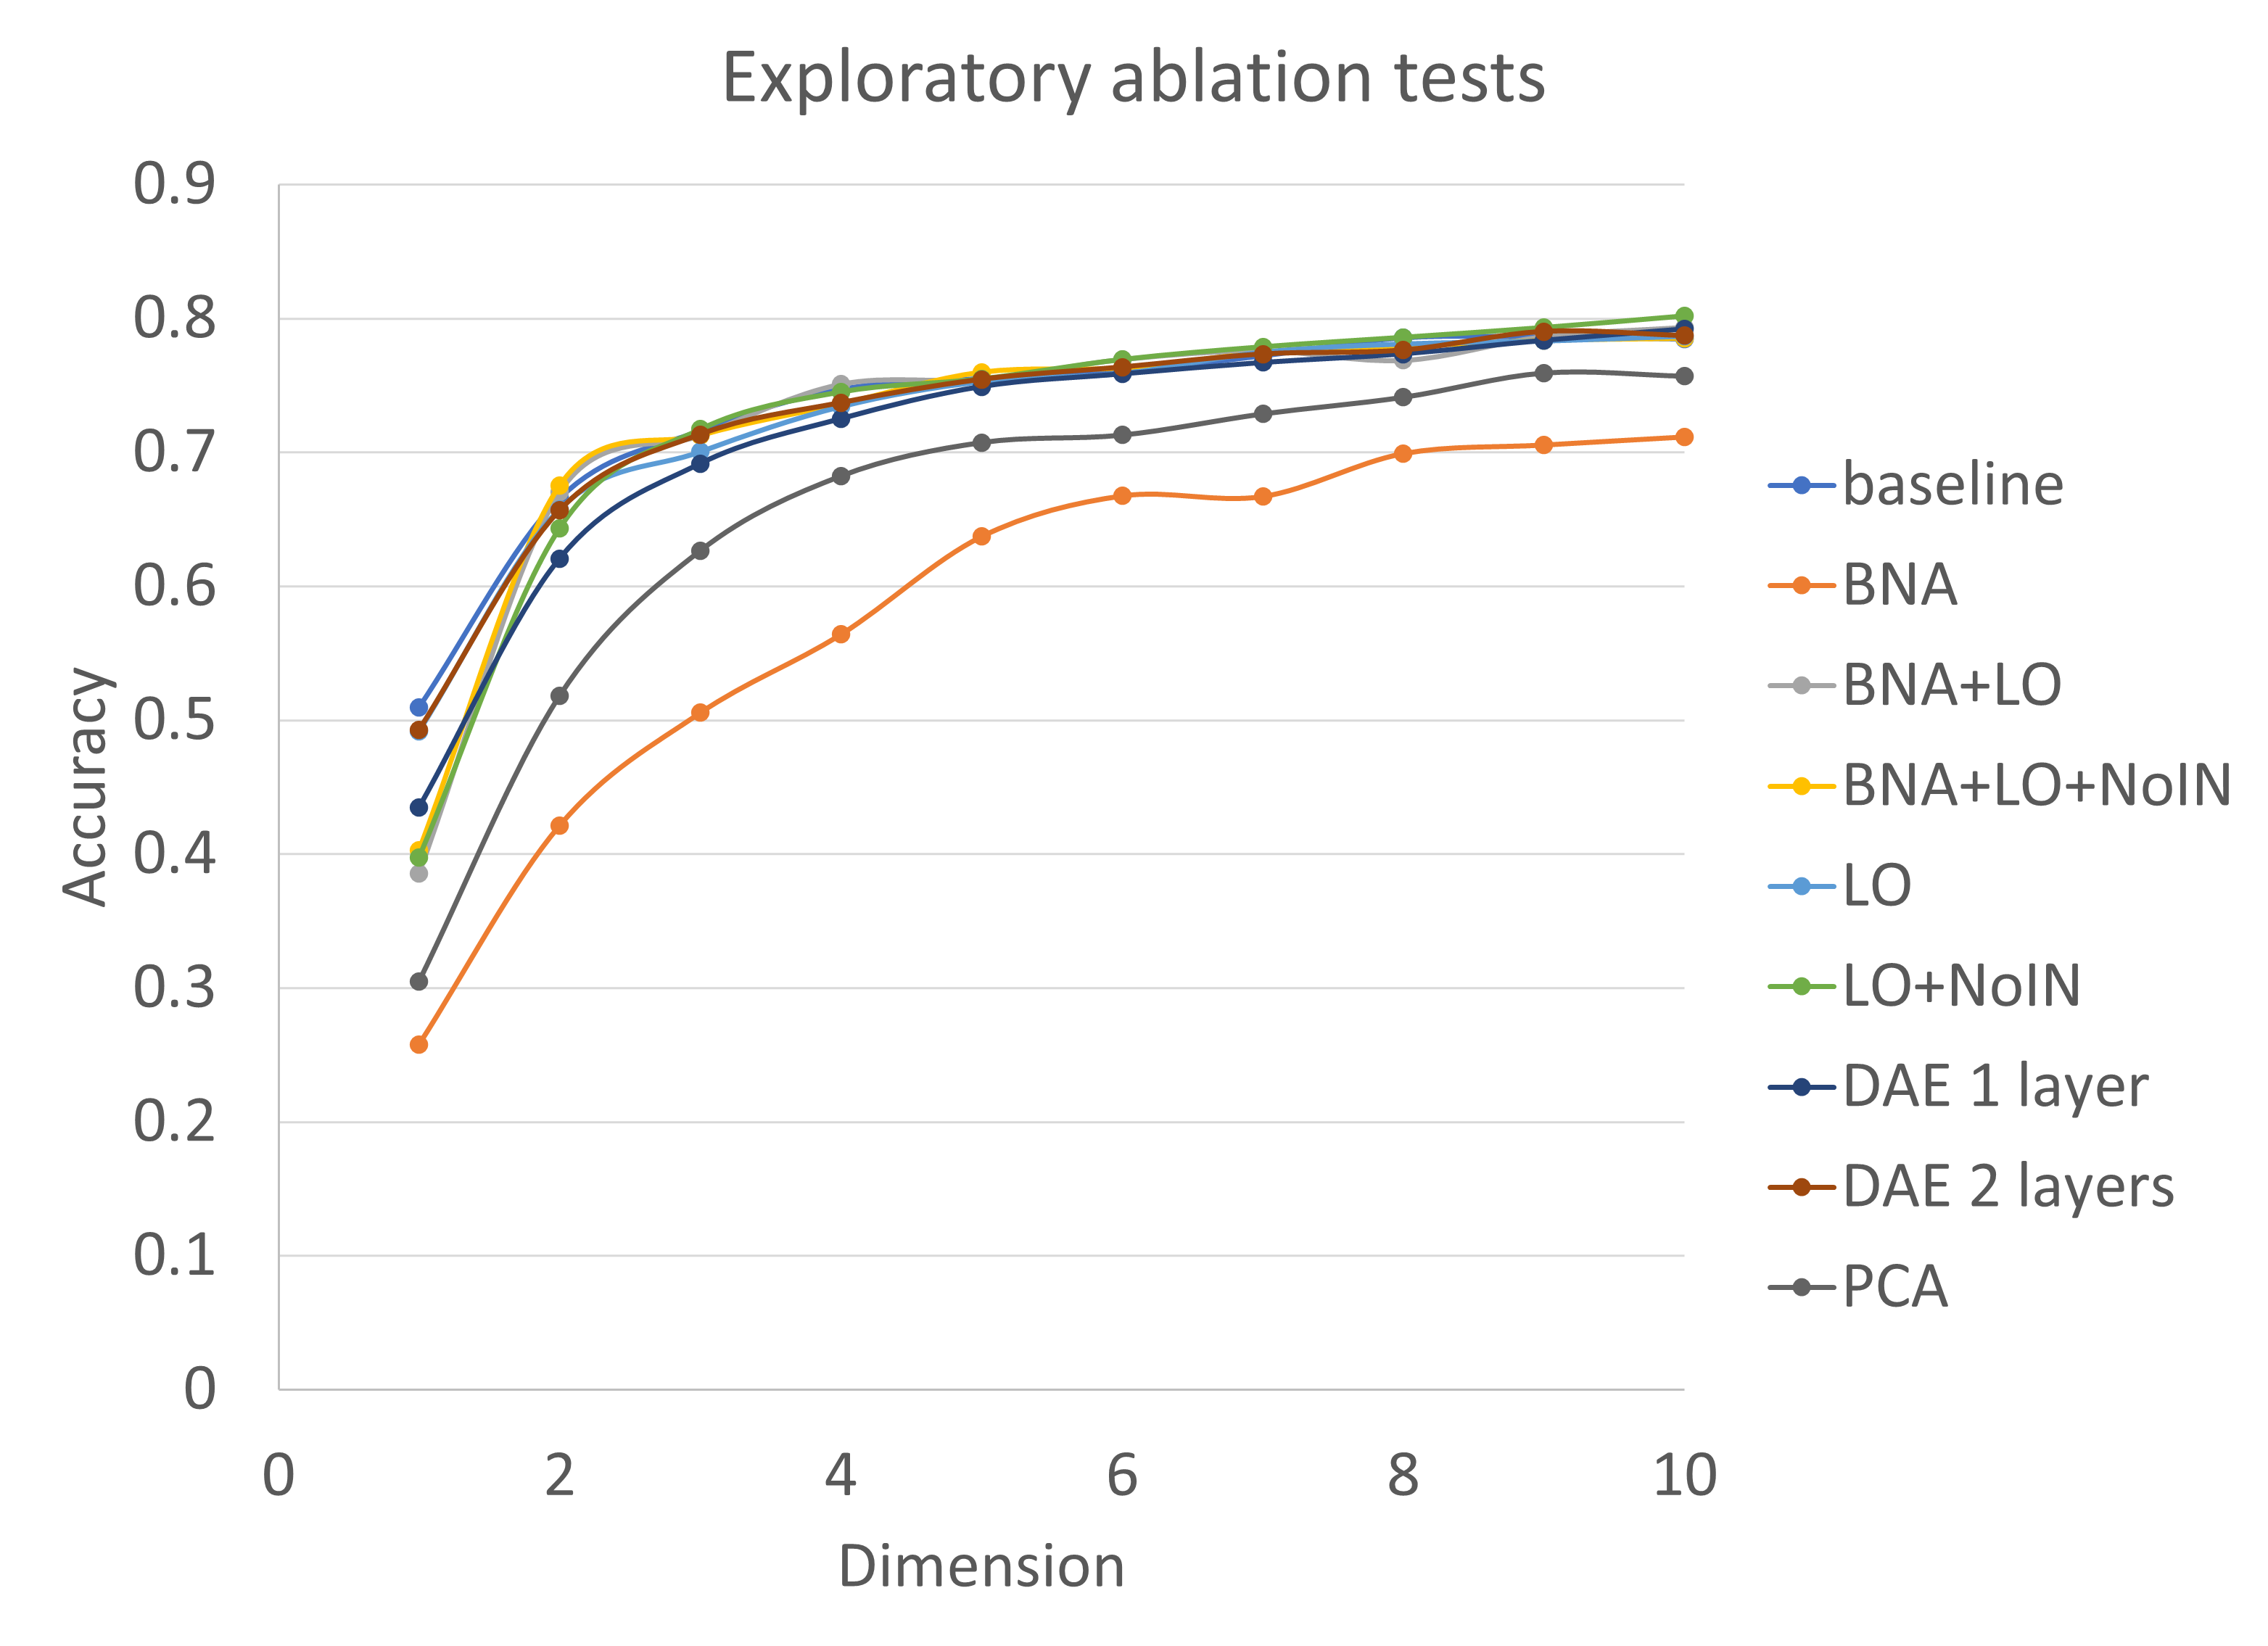 Exploratory ablation tests
0.9
0.8
0.7
0.6
0.5
0.4
0.3
0.2
0.1
0
Accuracy
0 2 4 6 8 10
Dimension
baseline
BNA
BNA+LO
BNA+LO+NoIN
LO
LO+NoIN
DAE 1 layer
DAE 2 layers
PCA